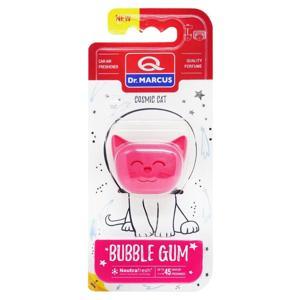 NEW
CAR AIR
FRESHENER
QUALITY
PERFUME
DR. MARCUS
COSMIC CAT
BUBBLE GUM
Neutrafresh
45